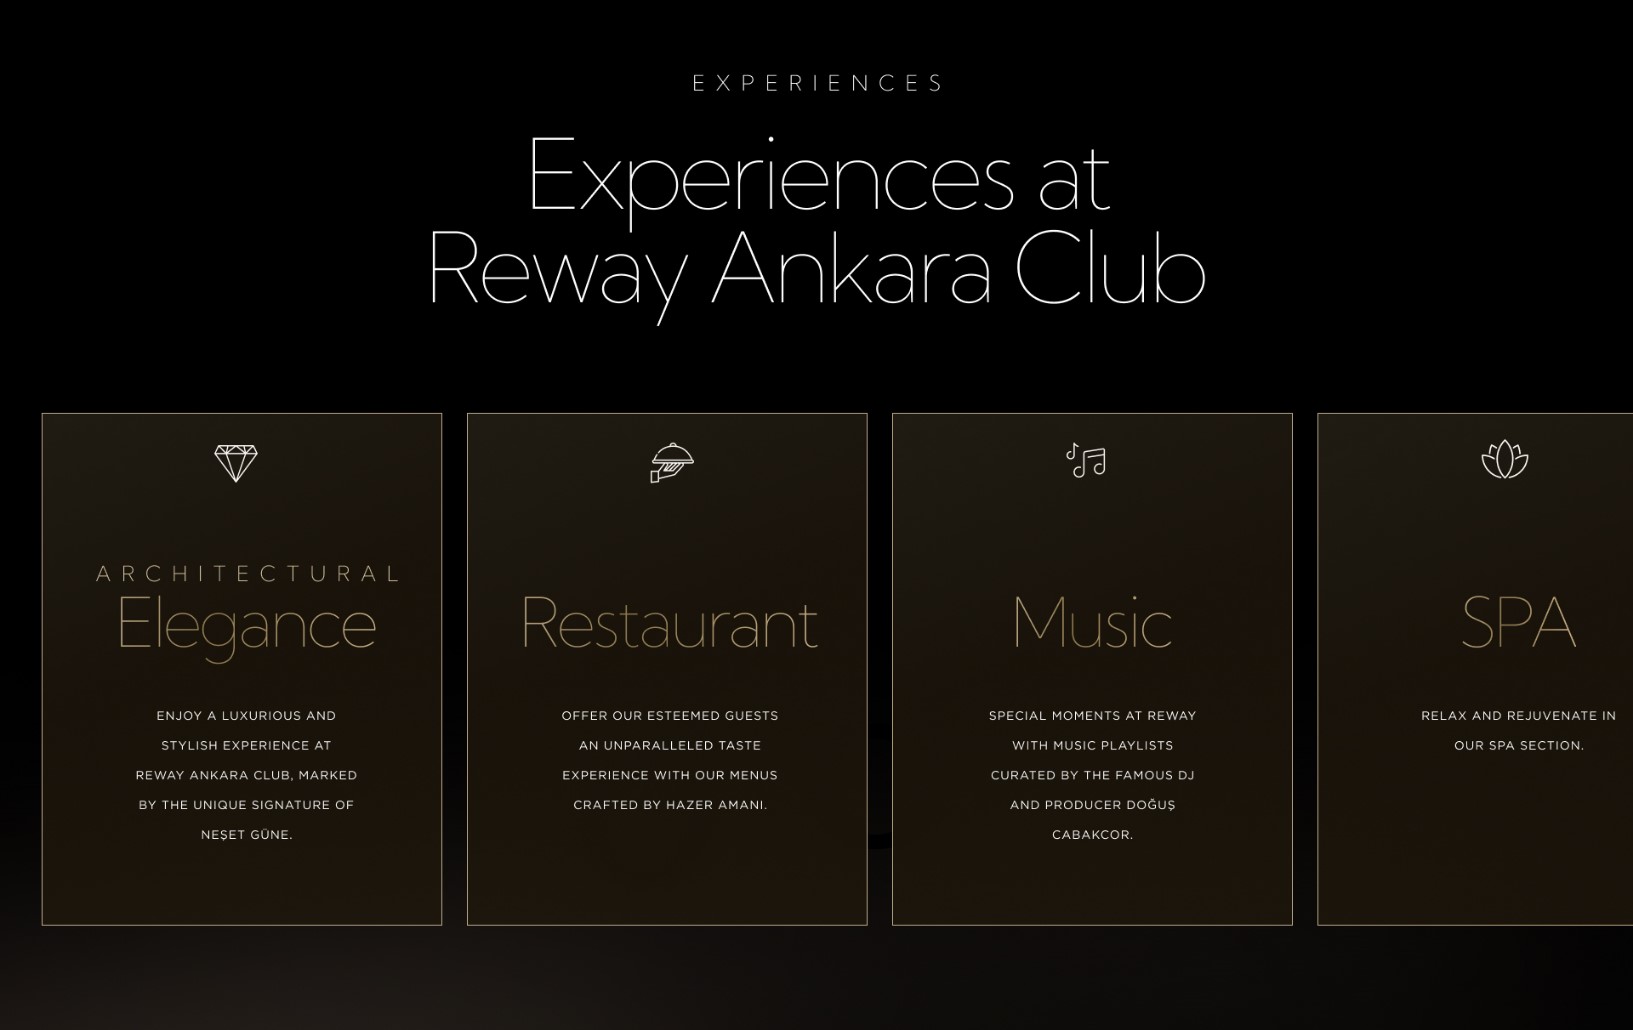 EXPERIENCES
Experiences at
Reway Ankara Club
ARCHITECTURAL
Elegance
ENJOY A LUXURIOUS AND
STYLISH EXPERIENCE AT
REWAY ANKARA CLUB, MARKED
BY THE UNIQUE SIGNATURE OF
NEŞET GÜNE.
Restaurant
OFFER OUR ESTEEMED GUESTS
AN UNPARALLELED TASTE
EXPERIENCE WITH OUR MENUS
CRAFTED BY HAZER AMANI.
Music
SPECIAL MOMENTS AT REWAY
WITH MUSIC PLAYLISTS
CURATED BY THE FAMOUS DJ
AND PRODUCER DOĞUŞ
CABAKCOR.
SPA
RELAX AND REJUVENATE IN
OUR SPA SECTION.